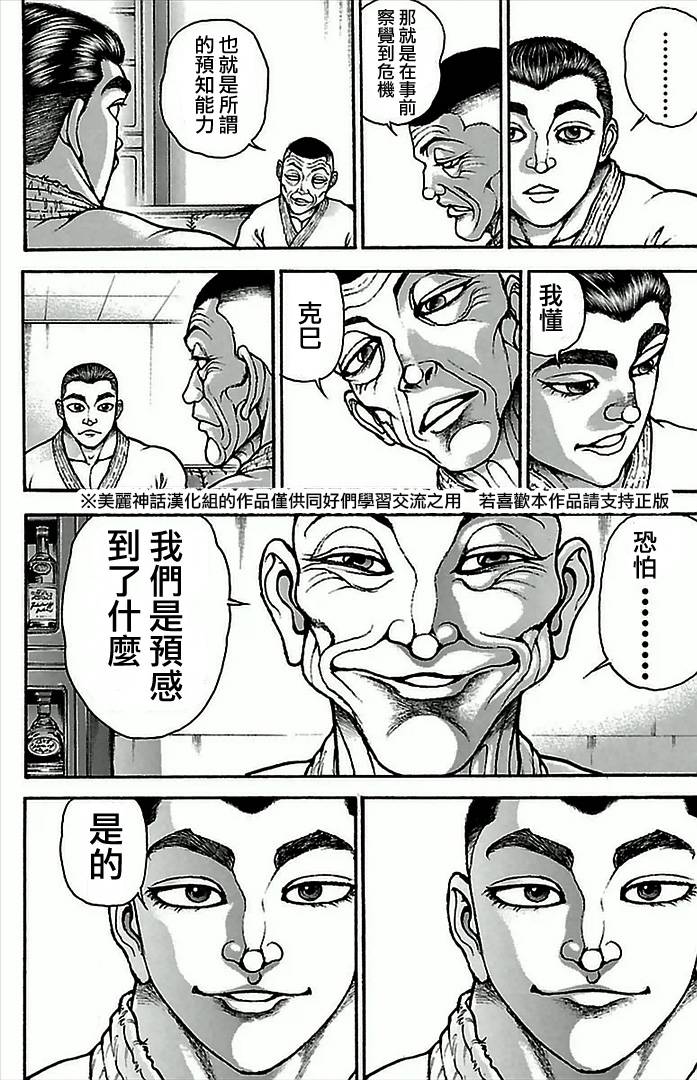 ⋯⋯⋯
那就是在事前
察覺到危機
也就是所謂
的預知能力
我懂
克巳
※美麗神話漢化組的作品僅供同好們學習交流之用　若喜歡本作品請支持正版
恐怕⋯⋯⋯
我們是預感
到了什麼
是的